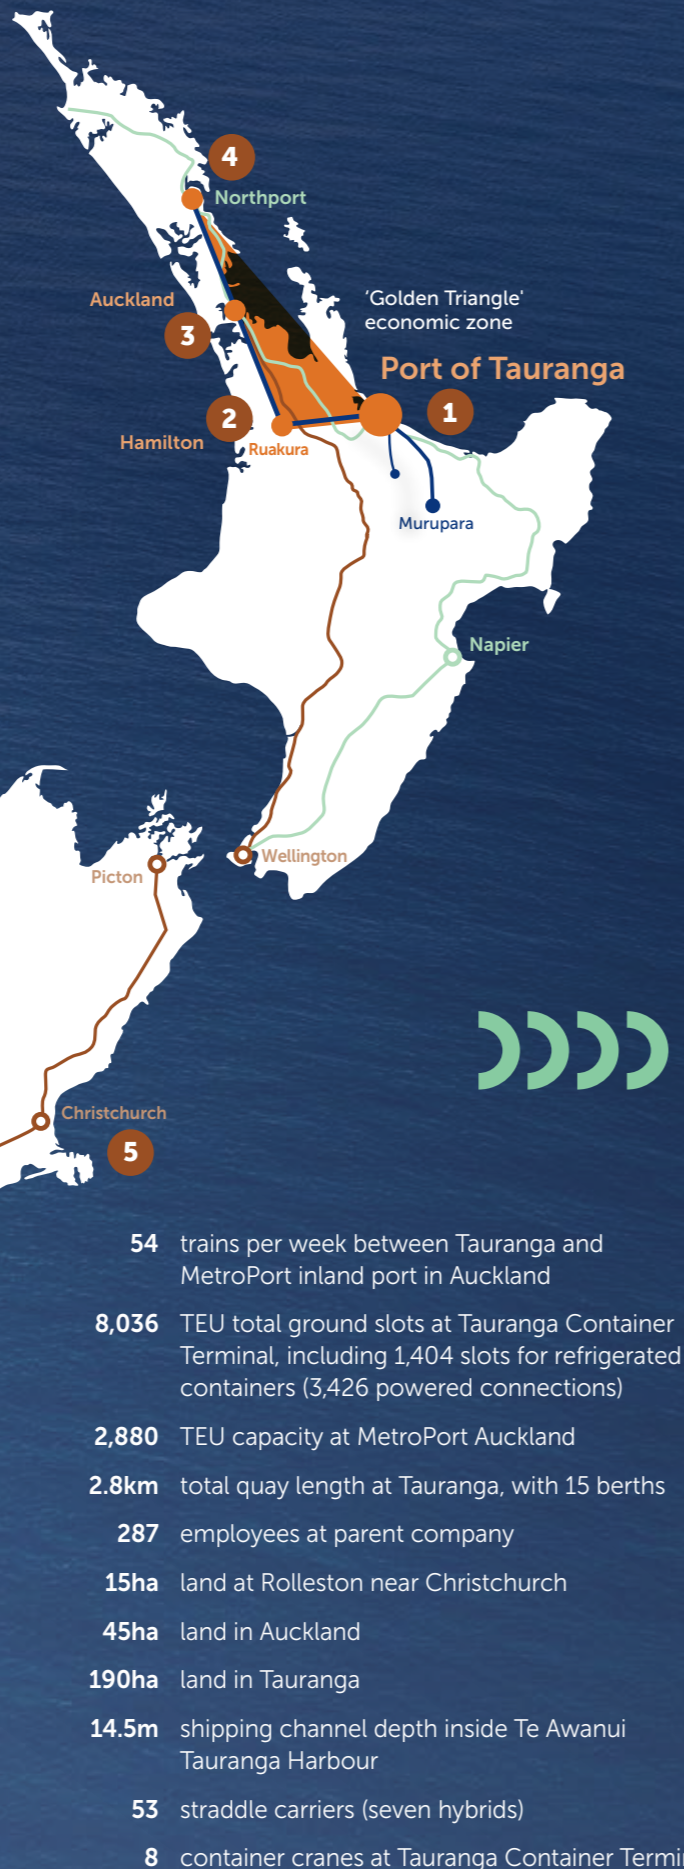 4
Northport
Auckland
3
'Golden Triangle'
economic zone
Port of Tauranga
1
2
Hamilton
Ruakura
Murupara
Napier
Wellington
Picton
Christchurch
5
54 trains per week between Tauranga and
MetroPort inland port in Auckland
8,036 TEU total ground slots at Tauranga Container
Terminal, including 1,404 slots for refrigerated
containers (3,426 powered connections)
2,880 TEU capacity at MetroPort Auckland
2.8km total quay length at Tauranga, with 15 berths
287 employees at parent company
15ha land at Rolleston near Christchurch
45ha land in Auckland
190ha land in Tauranga
14.5m shipping channel depth inside Te Awanui
Tauranga Harbour
53 straddle carriers (seven hybrids)
8 container cranes at Tauranga Container